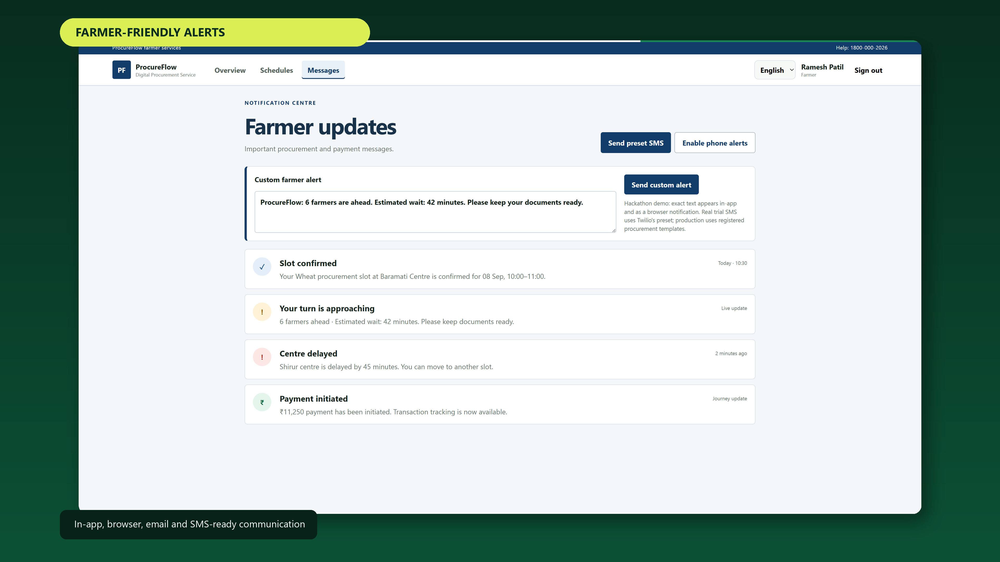 FARMER-FRIENDLY ALERTS
ProcureFlow farmer services
Help: 1800-000-2026
PF
ProcureFlow
Digital Procurement Service
Overview
Schedules
Messages
English
Ramesh Patil
Farmer
Sign out
NOTIFICATION CENTRE
Farmer updates
Important procurement and payment messages.
Send preset SMS
Enable phone alerts
Custom farmer alert
ProcureFlow: 6 farmers are ahead. Estimated wait: 42 minutes. Please keep your documents ready.
Send custom alert
Hackathon demo: exact text appears in-app
and as a browser notification. Real trial SMS
uses Twilio's preset; production uses registered
procurement templates.
✓
Slot confirmed
Today · 10:30
Your Wheat procurement slot at Baramati Centre is confirmed for 08 Sep, 10:00–11:00.
!
Your turn is approaching
Live update
6 farmers ahead · Estimated wait: 42 minutes. Please keep documents ready.
!
Centre delayed
2 minutes ago
Shirur centre is delayed by 45 minutes. You can move to another slot.
₹
Payment initiated
Journey update
₹11,250 payment has been initiated. Transaction tracking is now available.
In-app, browser, email and SMS-ready communication